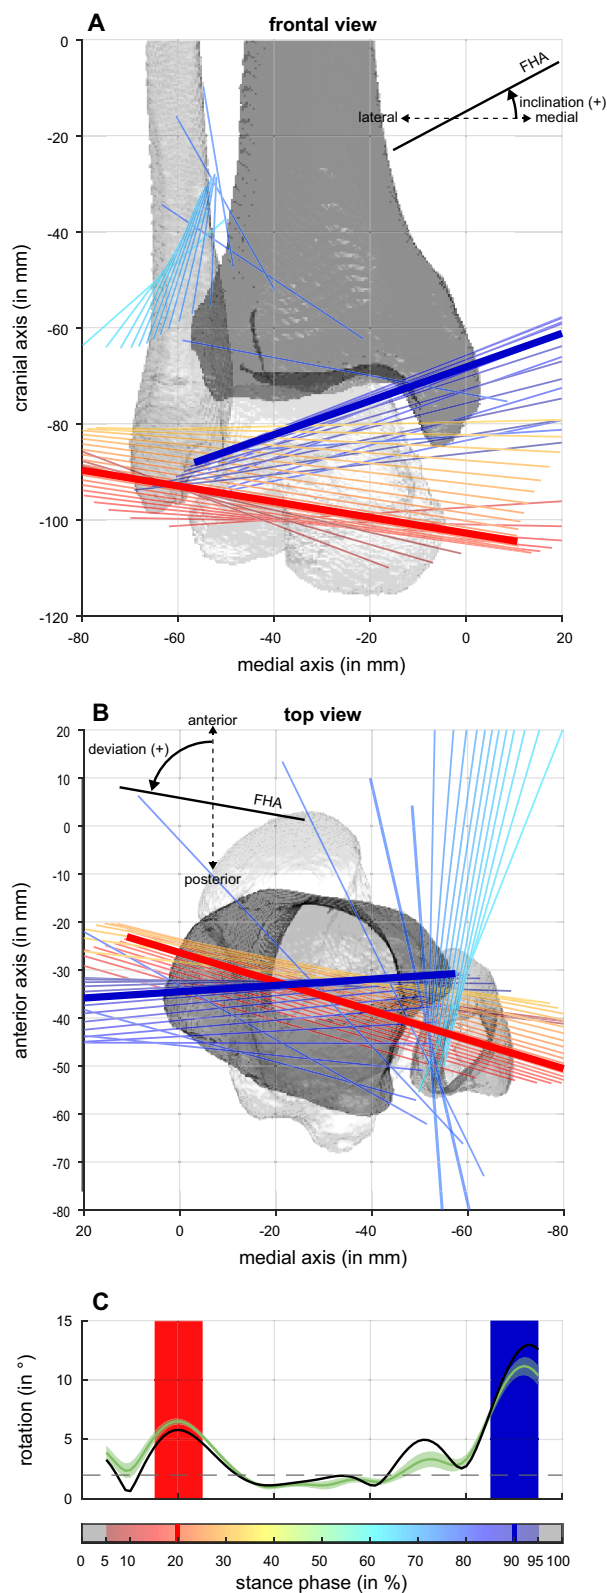 A
frontal view
FHA
inclination (+)
lateral
medial
0
-20
-40
-60
-80
-100
-120
cranial axis (in mm)
-80
-60
-40
-20
0
20
medial axis (in mm)
B
top view
anterior
deviation (+)
FHA
posterior
20
10
0
-10
-20
-30
-40
-50
-60
-70
-80
anterior axis (in mm)
20
0
-20
-40
-60
-80
medial axis (in mm)
C
15
10
5
0
rotation (in °)
0 5 10 20 30 40 50 60 70 80 90 95 100
stance phase (in %)